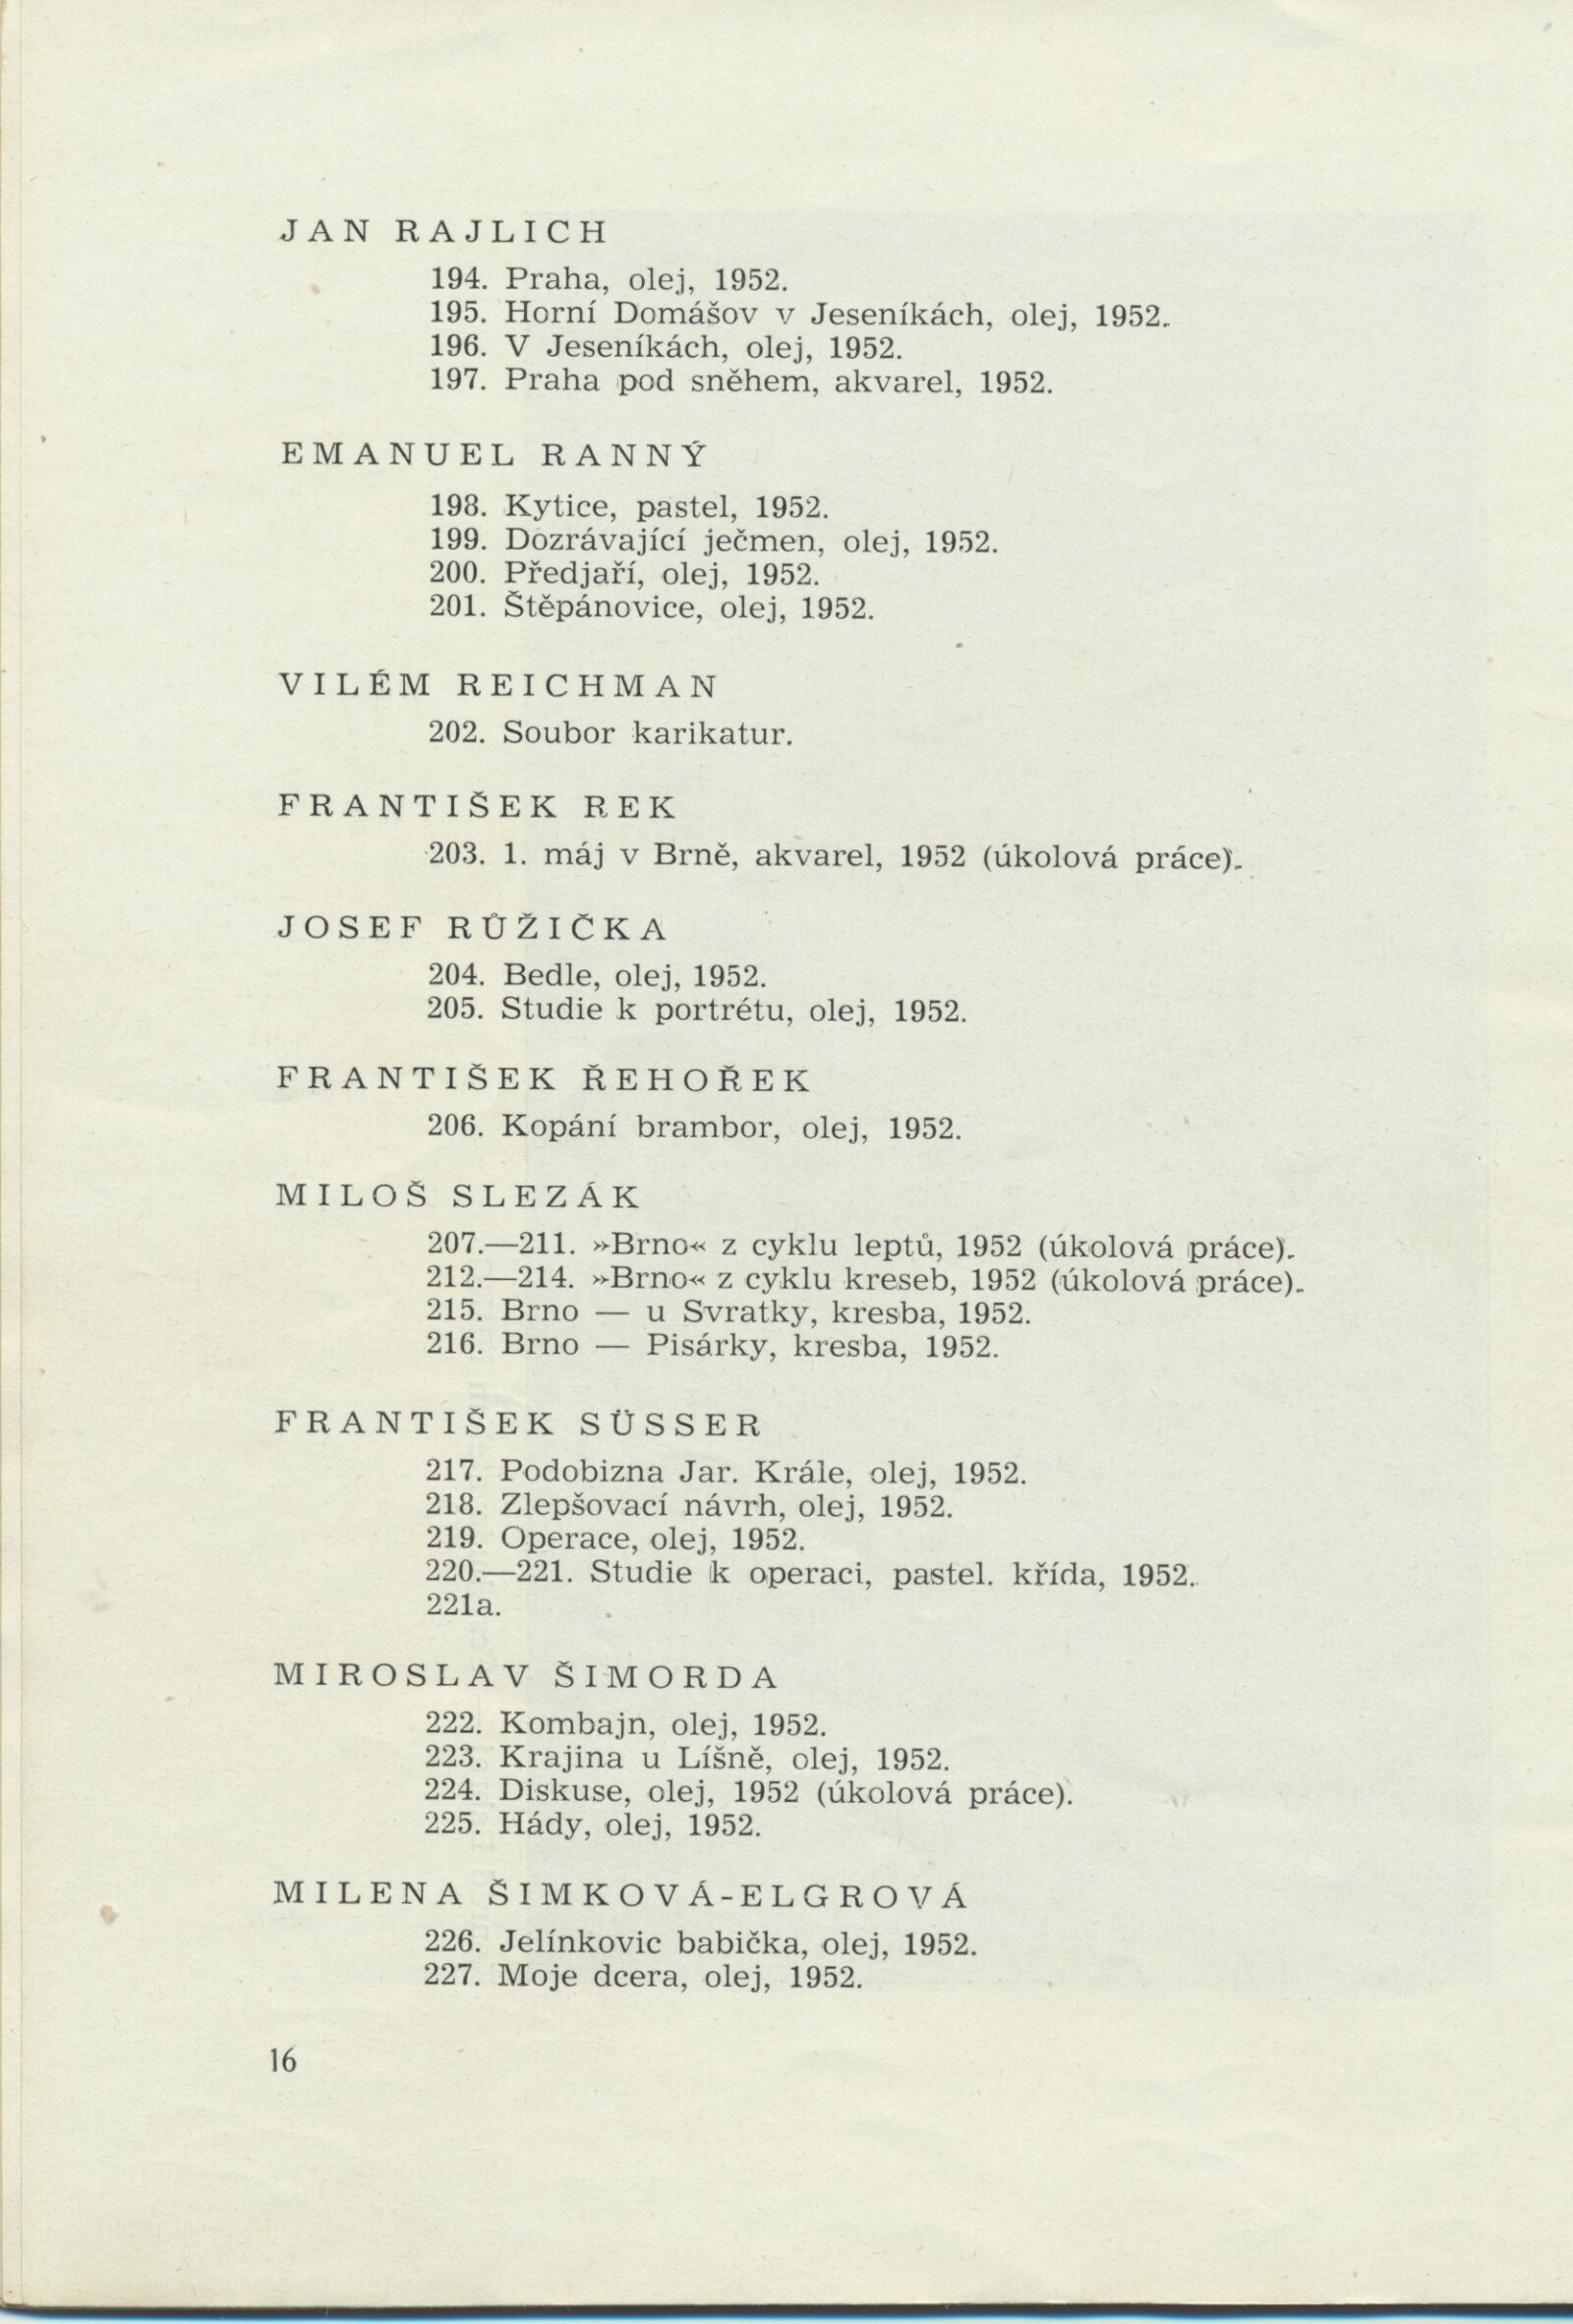 JAN RAJLICH
194. Praha, olej, 1952.
195. Horní Domášov v Jeseníkách, olej, 1952.
196. V Jeseníkách, olej, 1952.
197. Praha pod sněhem, akvarel, 1952.
EMANUEL RANNÝ
198. Kytice, pastel, 1952.
199. Dozrávající ječmen, olej, 1952.
200. Předjaří, olej, 1952.
201. Štěpánovice, olej, 1952.
VILÉM REICHMAN
202. Soubor karikatur.
FRANTIŠEK REK
203. 1. máj v Brně, akvarel, 1952 (úkolová práce).
JOSEF RŮŽIČKA
204. Bedle, olej, 1952.
205. Studie k portrétu, olej, 1952.
FRANTIŠEK ŘEHOŘEK
206. Kopání brambor, olej, 1952.
MILOŠ SLEZÁK
207.—211. »Brno« z cyklu leptů, 1952 (úkolová práce).
212.—214. »Brno« z cyklu kreseb, 1952 (úkolová práce).
215. Brno — u Svratky, kresba, 1952.
216. Brno — Pisárky, kresba, 1952.
FRANTIŠEK SÜSSER
217. Podobizna Jar. Krále, olej, 1952.
218. Zlepšovací návrh, olej, 1952.
219. Operace, olej, 1952.
220.—221. Studie k operaci, pastel. křída, 1952.
221a.
MIROSLAV ŠIMORDA
222. Kombajn, olej, 1952.
223. Krajina u Líšně, olej, 1952.
224. Diskuse, olej, 1952 (úkolová práce).
225. Hády, olej, 1952.
MILENA ŠIMKOVÁ-ELGROVÁ
226. Jelínkovic babička, olej, 1952.
227. Moje dcera, olej, 1952.
16